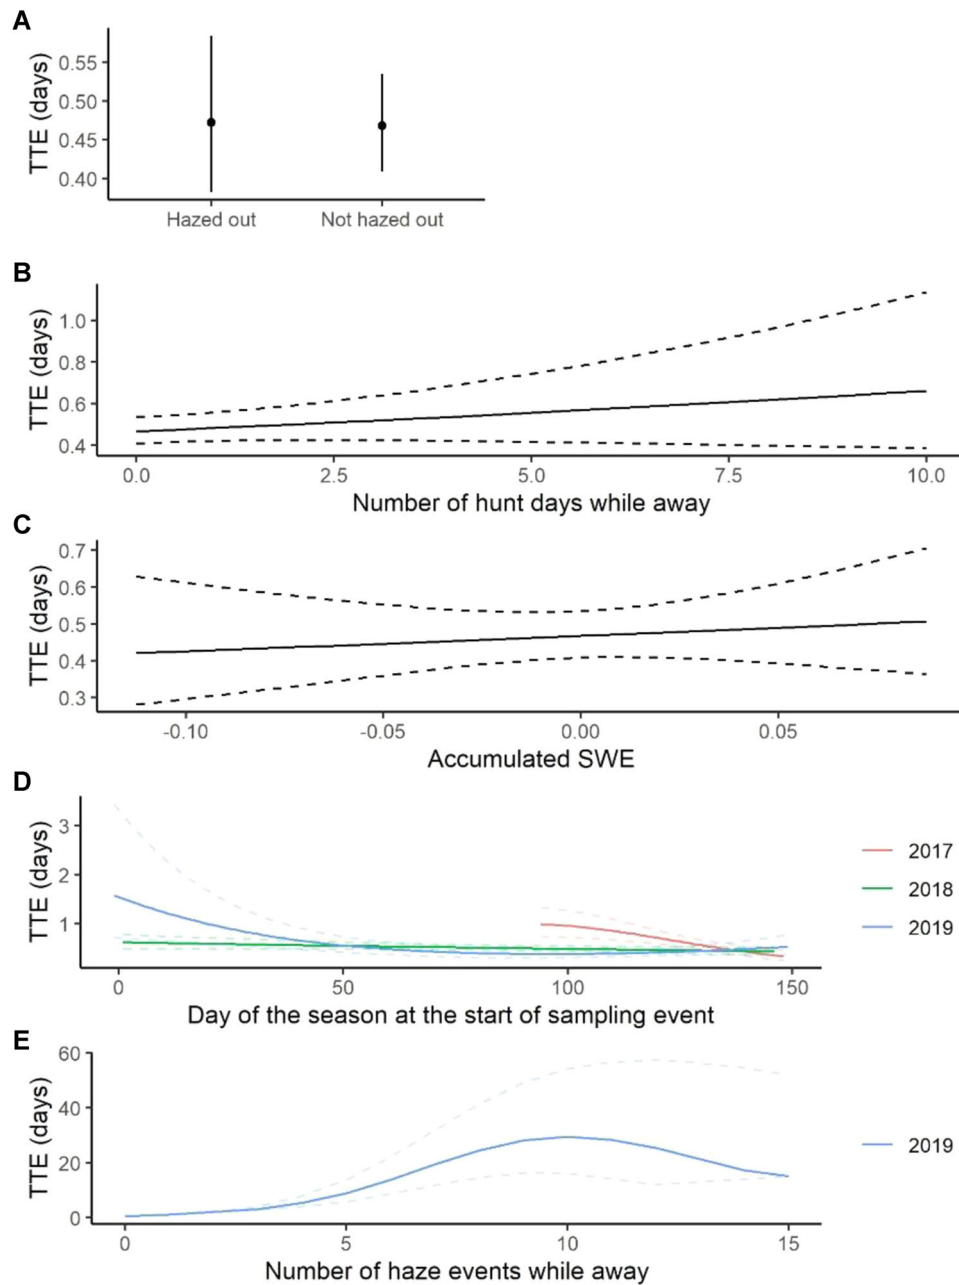 A
TTE (days)
0.55
0.50
0.45
0.40
Hazed out Not hazed out
B
TTE (days)
1.0
0.8
0.6
0.4
0.0 2.5 5.0 7.5 10.0
Number of hunt days while away
C
TTE (days)
0.7
0.6
0.5
0.4
0.3
-0.10 -0.05 0.00 0.05
Accumulated SWE
D
TTE (days)
3
2
1
0 50 100 150
Day of the season at the start of sampling event
2017
2018
2019
E
TTE (days)
60
40
20
0
0 5 10 15
Number of haze events while away
2019